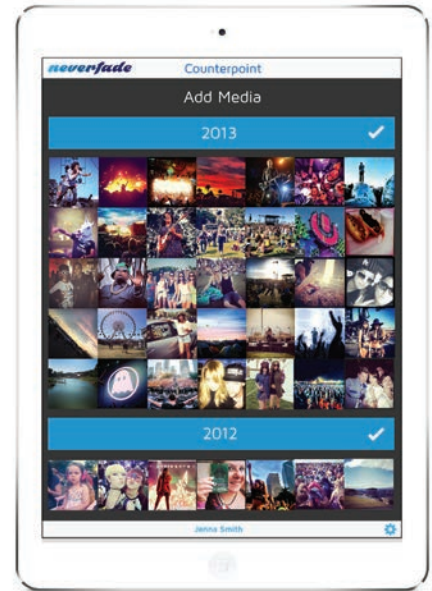 neverfade
Counterpoint
Add Media
2013
2012
Janna Smith